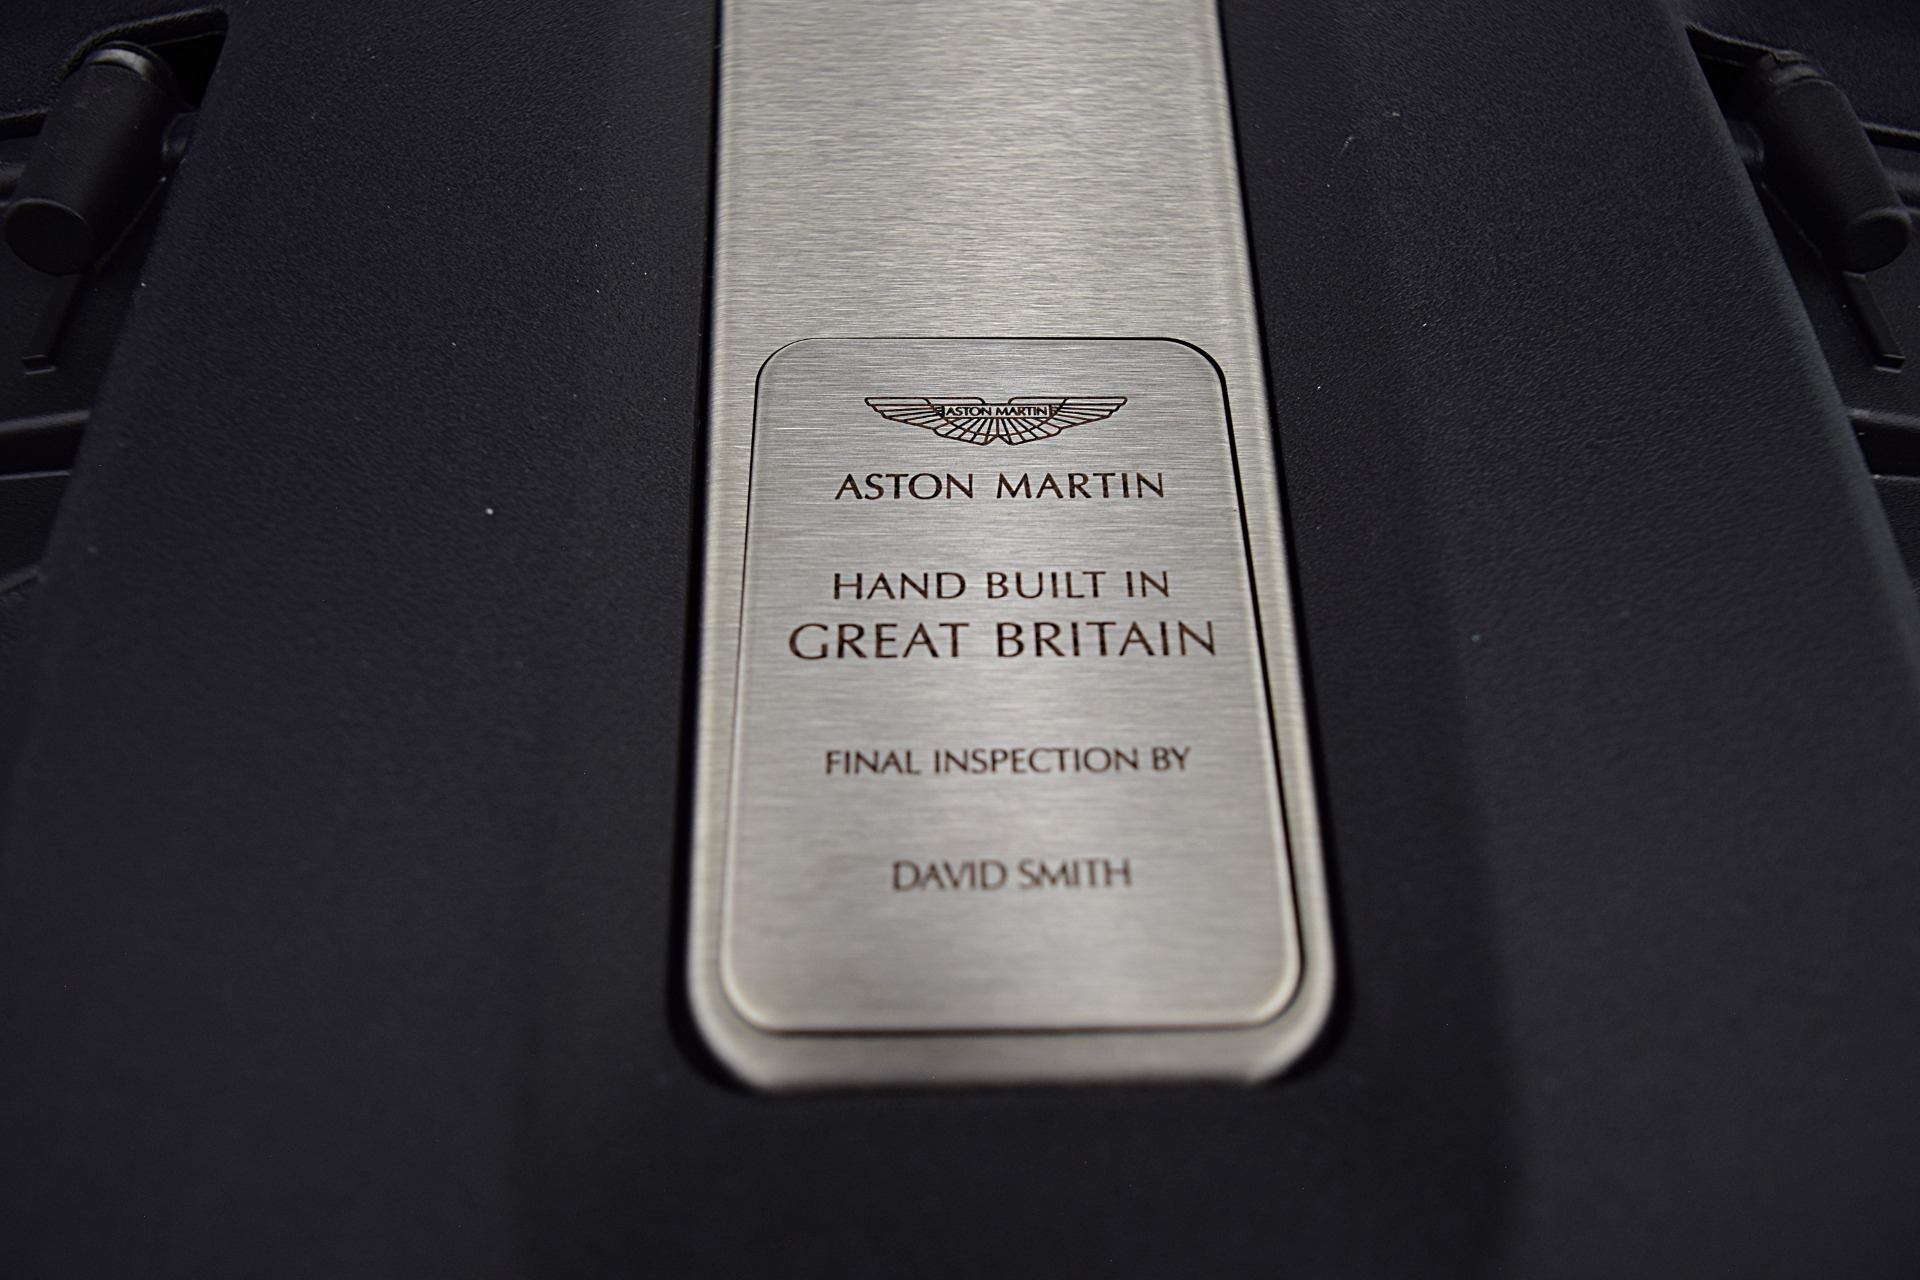 ASTON MARTIN
ASTON MARTIN
HAND BUILT IN
GREAT BRITAIN
FINAL INSPECTION BY
DAVID SMITH